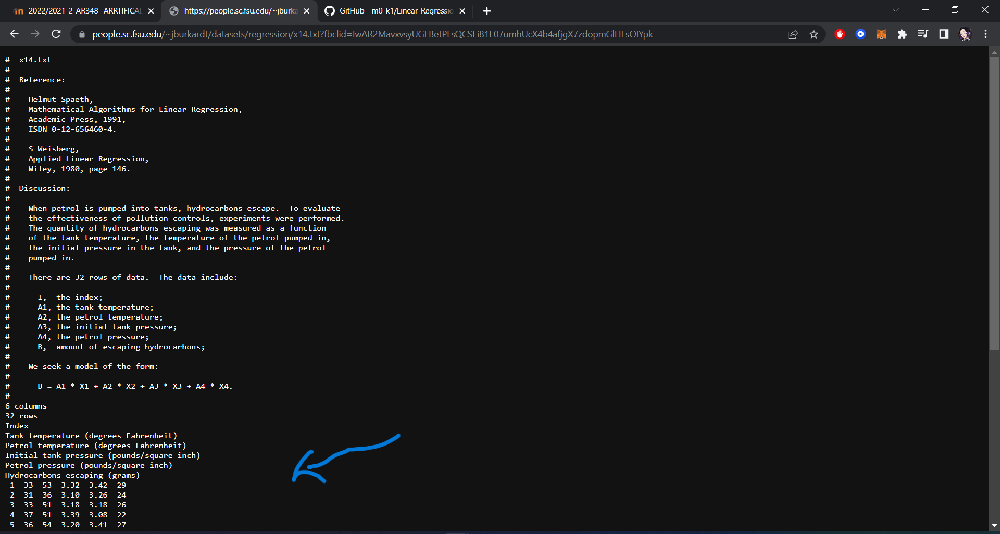 2022/2021-2-AR348- ARRTIFICAL
https://people.sc.fsu.edu/~jburka
GitHub - m0-k1/Linear-Regressio
people.sc.fsu.edu/~jburkardt/datasets/regression/x14.txt?fbclid=IwAR2MavxvsyUGFBetPLsQCSEi81E07umhUcX4b4afjgX7zdopmGlHFsOIYpk
#  x14.txt
#
#  Reference:
#
#    Helmut Spaeth,
#    Mathematical Algorithms for Linear Regression,
#    Academic Press, 1991,
#    ISBN 0-12-656460-4.
#
#    S Weisberg,
#    Applied Linear Regression,
#    Wiley, 1980, page 146.
#
#  Discussion:
#
#    When petrol is pumped into tanks, hydrocarbons escape.  To evaluate
#    the effectiveness of pollution controls, experiments were performed.
#    The quantity of hydrocarbons escaping was measured as a function
#    of the tank temperature, the temperature of the petrol pumped in,
#    the initial pressure in the tank, and the pressure of the petrol
#    pumped in.
#
#    There are 32 rows of data.  The data include:
#
#      I,  the index;
#      A1, the tank temperature;
#      A2, the petrol temperature;
#      A3, the initial tank pressure;
#      A4, the petrol pressure;
#      B,  amount of escaping hydrocarbons;
#
#    We seek a model of the form:
#
#      B = A1 * X1 + A2 * X2 + A3 * X3 + A4 * X4.
#
6 columns
32 rows
Index
Tank temperature (degrees Fahrenheit)
Petrol temperature (degrees Fahrenheit)
Initial tank pressure (pounds/square inch)
Petrol pressure (pounds/square inch)
Hydrocarbons escaping (grams)
1  33  53  3.32  3.42  29
2  31  36  3.10  3.26  24
3  33  51  3.18  3.18  26
4  37  51  3.39  3.08  22
5  36  54  3.20  3.41  27